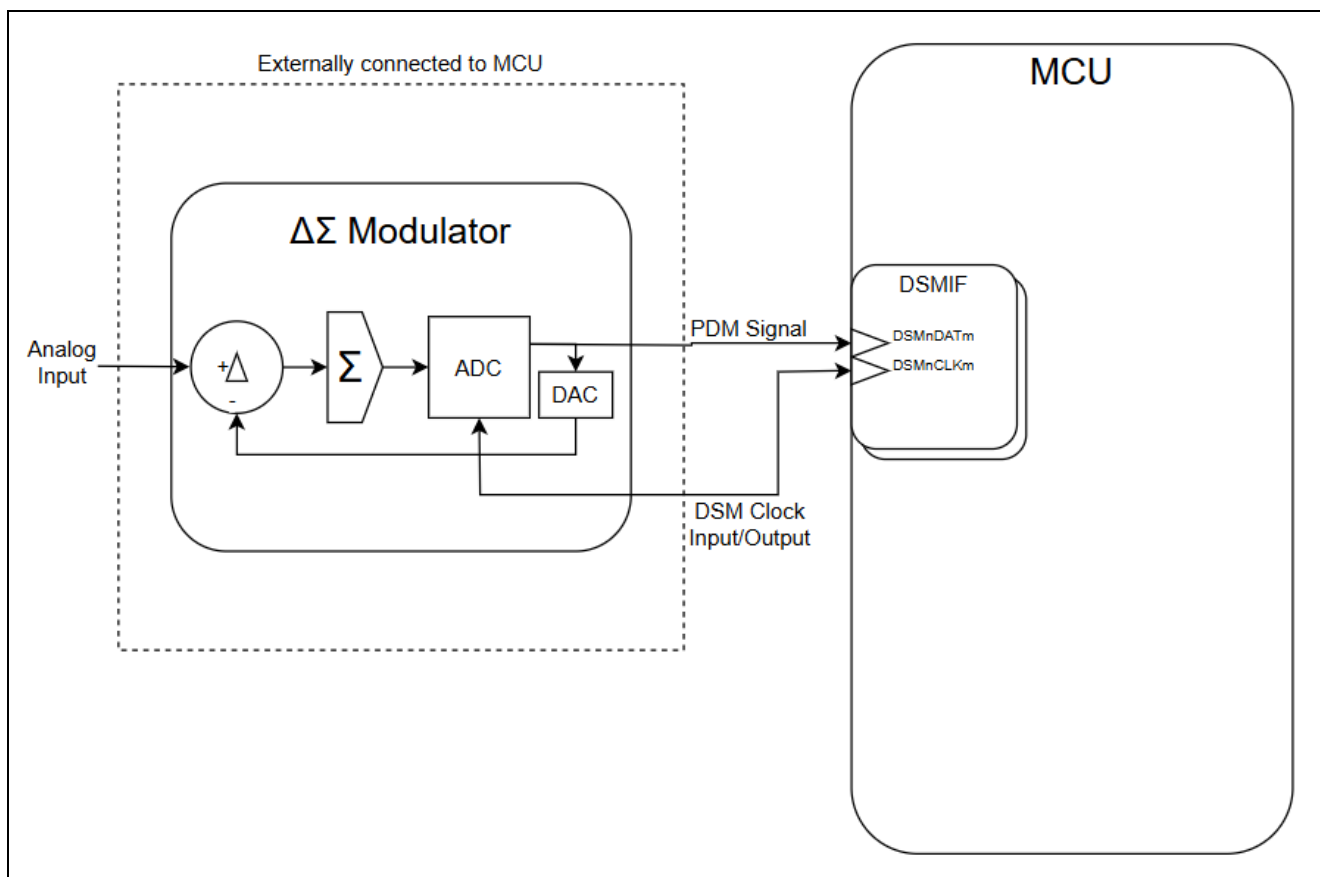 Externally connected to MCU
MCU
ΔΣ Modulator
DSMIF
PDM Signal
DSMnDATm
DSMnCLKm
Analog
Input
+Δ
-
Σ
ADC
DAC
DSM Clock
Input/Output